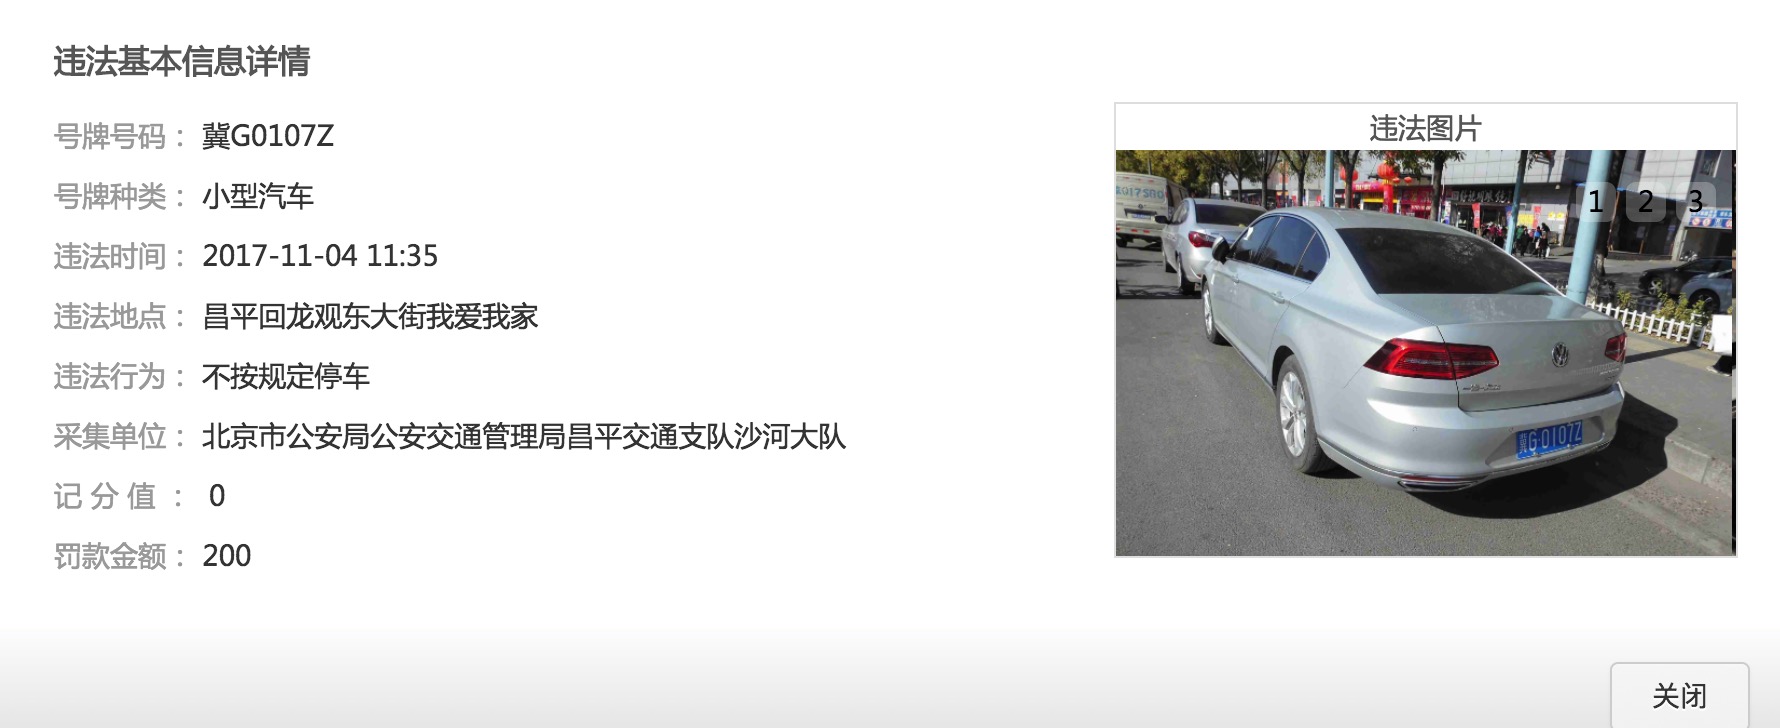 违法基本信息详情
号牌号码： 冀G0107Z
号牌种类： 小型汽车
违法时间： 2017-11-04 11:35
违法地点： 昌平回龙观东大街我爱我家
违法行为： 不按规定停车
采集单位： 北京市公安局公安交通管理局昌平交通支队沙河大队
记 分 值 ： 0
罚款金额： 200
违法图片
1 2 3
冀G0107Z
关闭